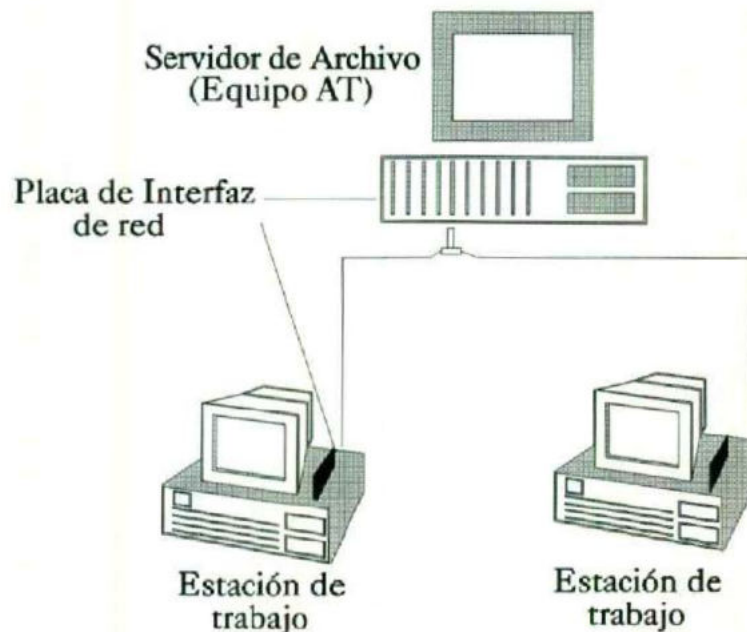 Servidor de Archivo
(Equipo AT)
Placa de Interfaz
de red
Estación de
trabajo
Estación de
trabajo